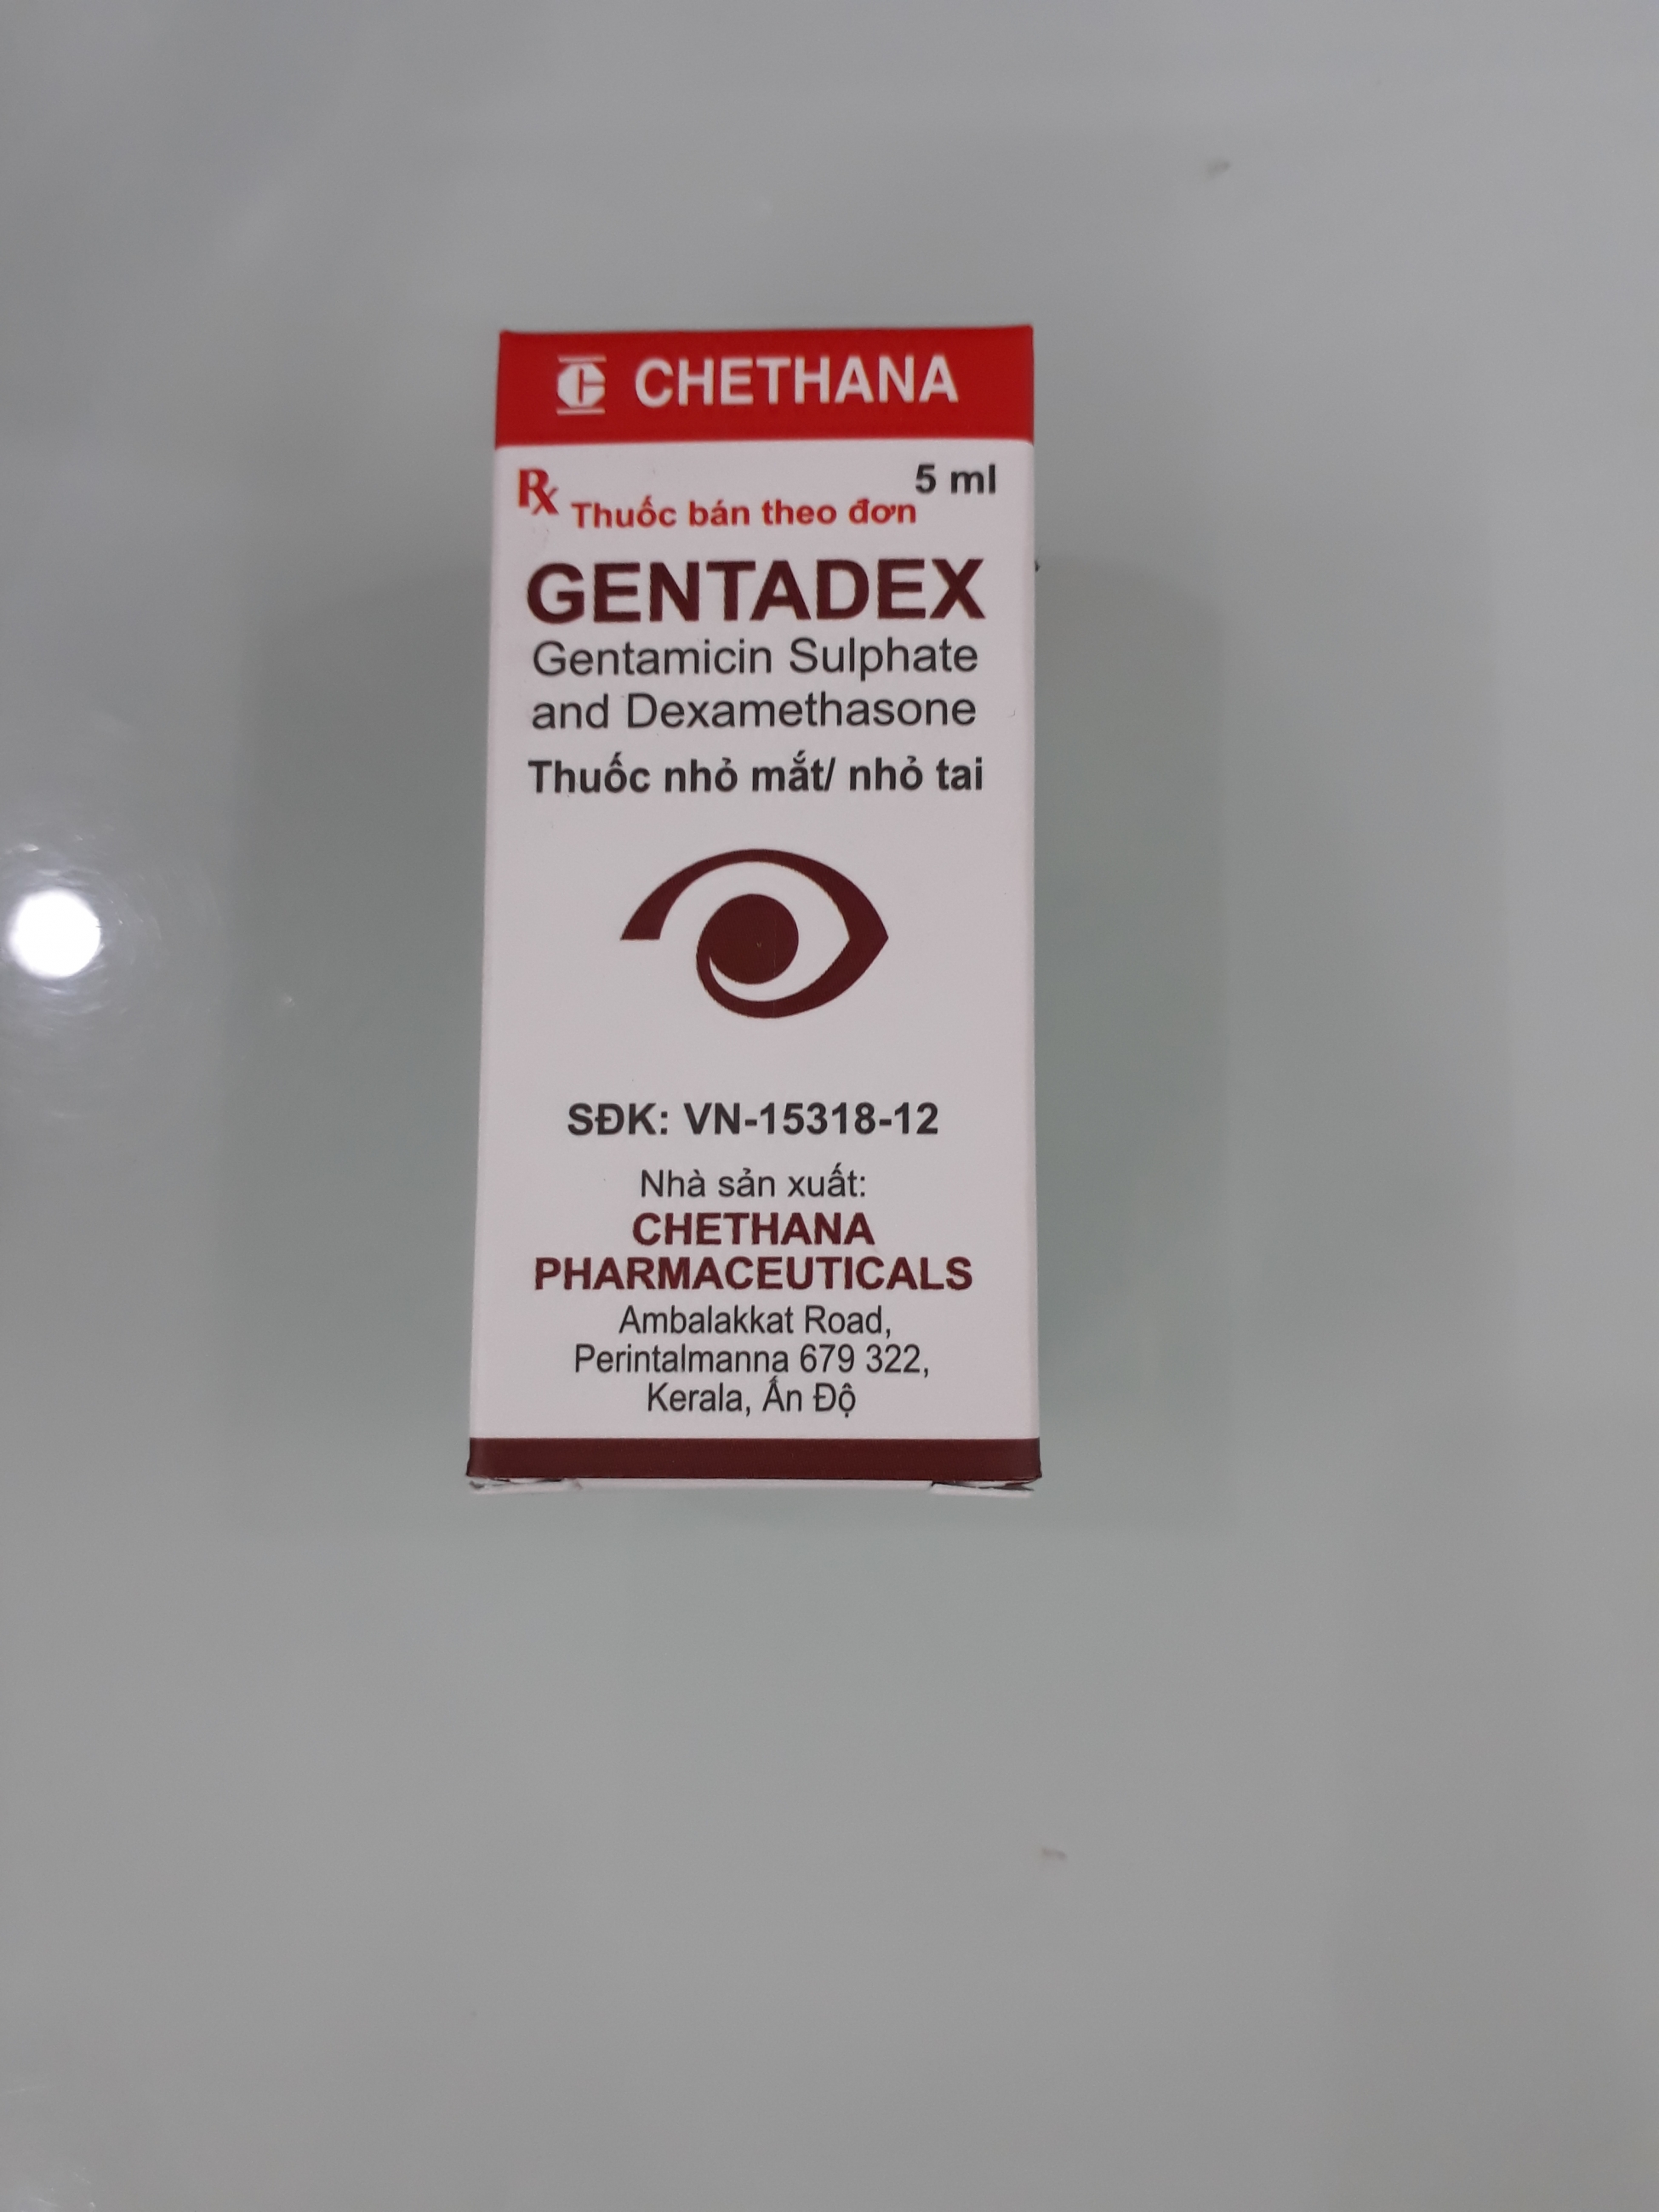 CHETHANA
5 ml
Rx Thuốc bán theo đơn
GENTADEX
Gentamicin Sulphate
and Dexamethasone
Thuốc nhỏ mắt/ nhỏ tai
SĐK: VN-15318-12
Nhà sản xuất:
CHETHANA
PHARMACEUTICALS
Ambalakkat Road,
Perintalmanna 679 322,
Kerala, Ấn Độ